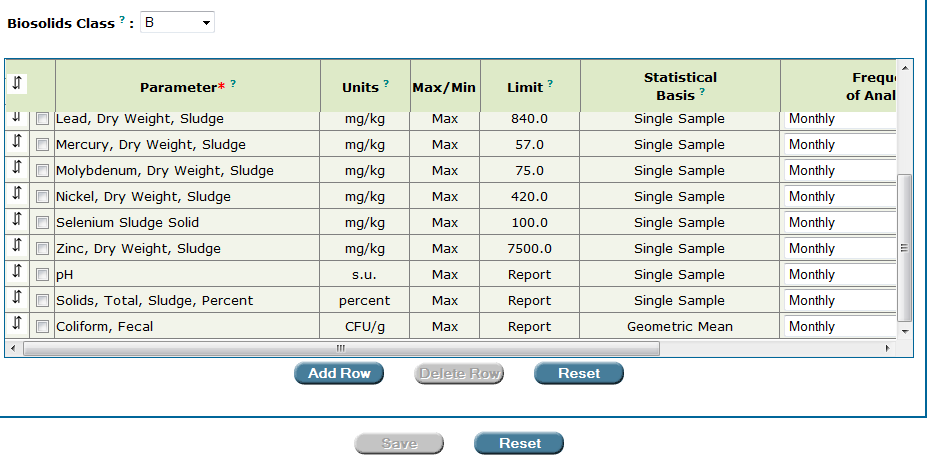 Biosolids Class ? : B
Parameter* ? Units ? Max/Min Limit ? Statistical Basis ? Frequ of Anal
Lead, Dry Weight, Sludge mg/kg Max 840.0 Single Sample Monthly
Mercury, Dry Weight, Sludge mg/kg Max 57.0 Single Sample Monthly
Molybdenum, Dry Weight, Sludge mg/kg Max 75.0 Single Sample Monthly
Nickel, Dry Weight, Sludge mg/kg Max 420.0 Single Sample Monthly
Selenium Sludge Solid mg/kg Max 100.0 Single Sample Monthly
Zinc, Dry Weight, Sludge mg/kg Max 7500.0 Single Sample Monthly
pH s.u. Max Report Single Sample Monthly
Solids, Total, Sludge, Percent percent Max Report Single Sample Monthly
Coliform, Fecal CFU/g Max Report Geometric Mean Monthly
Add Row Delete Row Reset
Save Reset